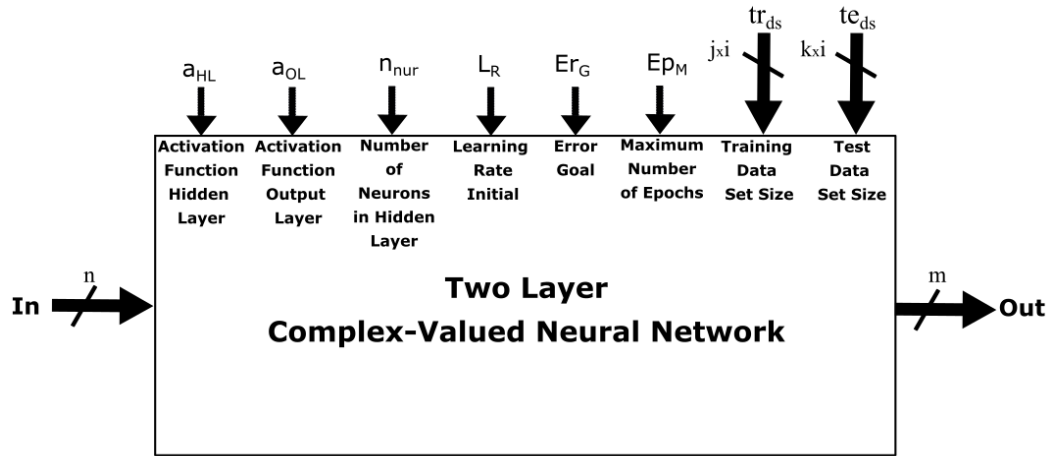 tr_ds te_ds
jxi kxi
a_HL a_OL n_nur L_R Er_G Ep_M
Activation Activation Number Learning Error Maximum Training Test
Function Function of Rate Goal Number Data Data
Hidden Output Neurons Initial of Epochs Set Size Set Size
Layer Layer in Hidden
Layer
n m
Two Layer
In Out
Complex-Valued Neural Network